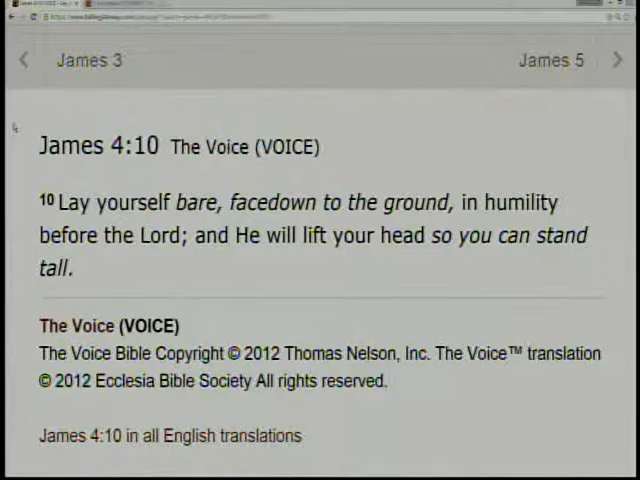 James 3
James 5
James 4:10 The Voice (VOICE)
10 Lay yourself bare, facedown to the ground, in humility
before the Lord; and He will lift your head so you can stand
tall.
The Voice (VOICE)
The Voice Bible Copyright © 2012 Thomas Nelson, Inc. The Voice™ translation
© 2012 Ecclesia Bible Society All rights reserved.
James 4:10 in all English translations